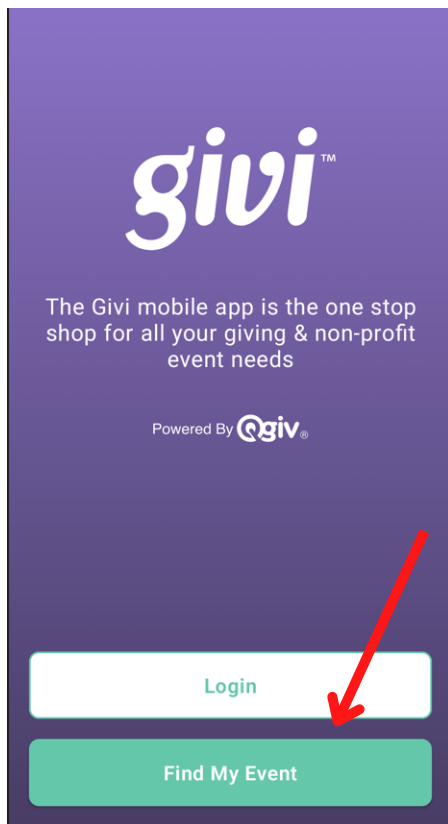 givi™
The Givi mobile app is the one stop
shop for all your giving & non-profit
event needs
Powered By Qgiv®
Login
Find My Event